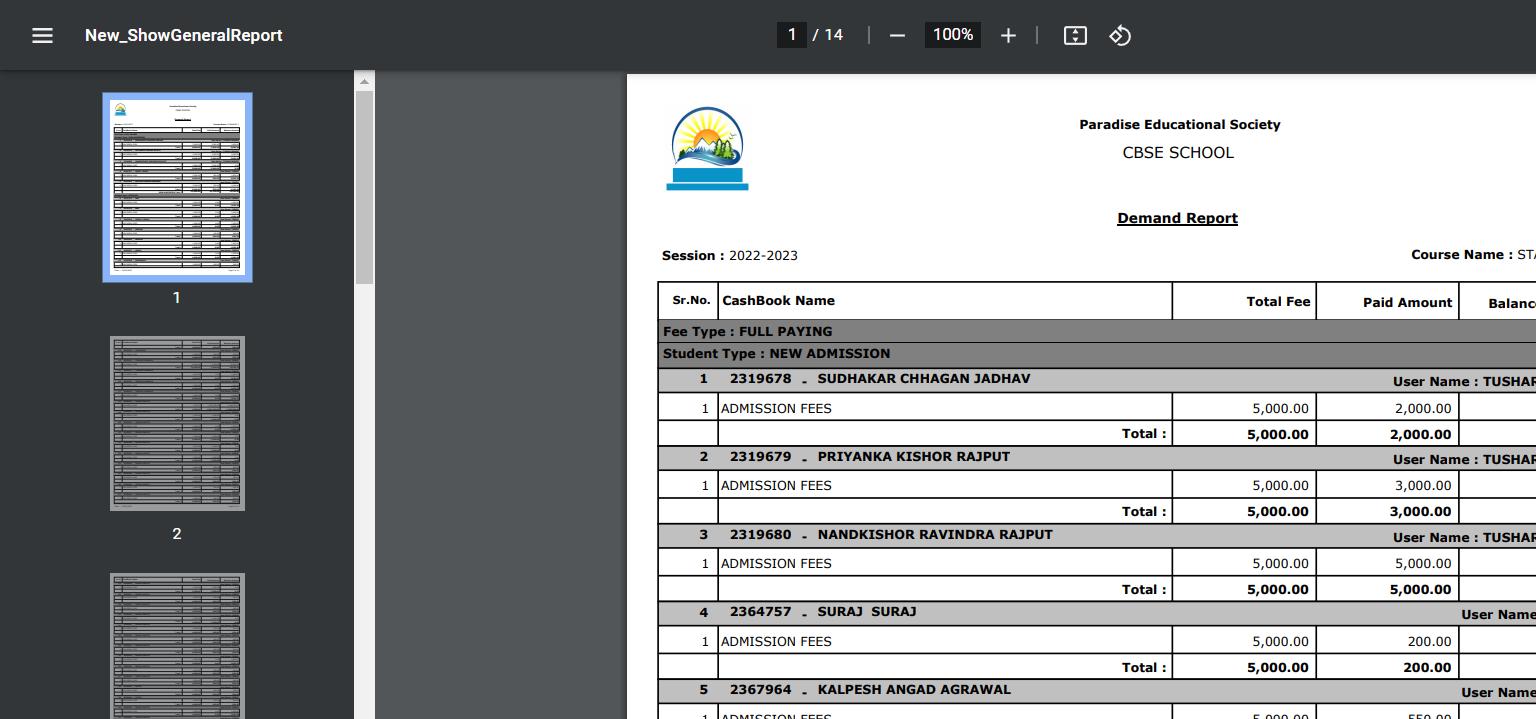 New_ShowGeneralReport
1 / 14
100%
1
2
Paradise Educational Society
CBSE SCHOOL
Demand Report
Session : 2022-2023 Course Name :
Sr.No. CashBook Name Total Fee Paid Amount
Fee Type : FULL PAYING
Student Type : NEW ADMISSION
1 2319678 - SUDHAKAR CHHAGAN JADHAV User Name : TUSHAR
1 ADMISSION FEES 5,000.00 2,000.00
Total : 5,000.00 2,000.00
2 2319679 - PRIYANKA KISHOR RAJPUT User Name : TUSHAR
1 ADMISSION FEES 5,000.00 3,000.00
Total : 5,000.00 3,000.00
3 2319680 - NANDKISHOR RAVINDRA RAJPUT User Name : TUSHAR
1 ADMISSION FEES 5,000.00 5,000.00
Total : 5,000.00 5,000.00
4 2364757 - SURAJ SURAJ User Name
1 ADMISSION FEES 5,000.00 200.00
Total : 5,000.00 200.00
5 2367964 - KALPESH ANGAD AGRAWAL User Name
1 ADMISSION FEES 5,000.00 550.00